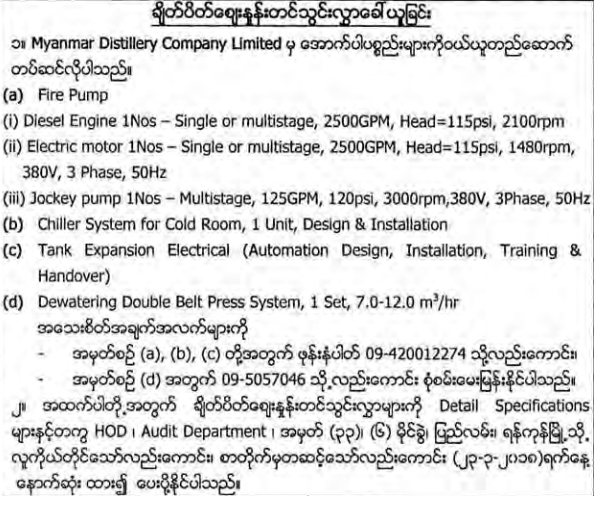 ချိတ်ပိတ်ဈေးနှုန်းတင်သွင်းလွှာခေါ်ယူခြင်း
၁။ Myanmar Distillery Company Limited မှ အောက်ပါပစ္စည်းများကိုဝယ်ယူတည်ဆောက်
တပ်ဆင်လိုပါသည်။
(a) Fire Pump
(i) Diesel Engine 1Nos – Single or multistage, 2500GPM, Head=115psi, 2100rpm
(ii) Electric motor 1Nos – Single or multistage, 2500GPM, Head=115psi, 1480rpm,
380V, 3 Phase, 50Hz
(iii) Jockey pump 1Nos – Multistage, 125GPM, 120psi, 3000rpm,380V, 3Phase, 50Hz
(b) Chiller System for Cold Room, 1 Unit, Design & Installation
(c) Tank Expansion Electrical (Automation Design, Installation, Training &
Handover)
(d) Dewatering Double Belt Press System, 1 Set, 7.0-12.0 m³/hr
အသေးစိတ်အချက်အလက်များကို
- အမှတ်စဉ် (a), (b), (c) တို့အတွက် ဖုန်းနံပါတ် 09-420012274 သို့လည်းကောင်း၊
- အမှတ်စဉ် (d) အတွက် 09-5057046 သို့လည်းကောင်း စုံစမ်းမေးမြန်းနိုင်ပါသည်။
၂။ အထက်ပါတို့အတွက် ချိတ်ပိတ်ဈေးနှုန်းတင်သွင်းလွှာများကို Detail Specifications
များနှင့်တကွ HOD ၊ Audit Department ၊ အမှတ် (၃၃)၊ (၆) မိုင်ခွဲ၊ ပြည်လမ်း၊ ရန်ကုန်မြို့သို့
လူကိုယ်တိုင်သော်လည်းကောင်း၊ စာတိုက်မှတဆင့်သော်လည်းကောင်း (၂၃-၃-၂၀၁၈)ရက်နေ့
နောက်ဆုံး ထား၍ ပေးပို့နိုင်ပါသည်။